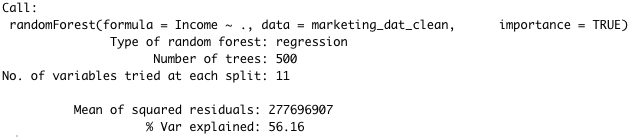 Call:
randomForest(formula = Income ~ ., data = marketing_dat_clean, importance = TRUE)
Type of random forest: regression
Number of trees: 500
No. of variables tried at each split: 11
Mean of squared residuals: 277696907
% Var explained: 56.16